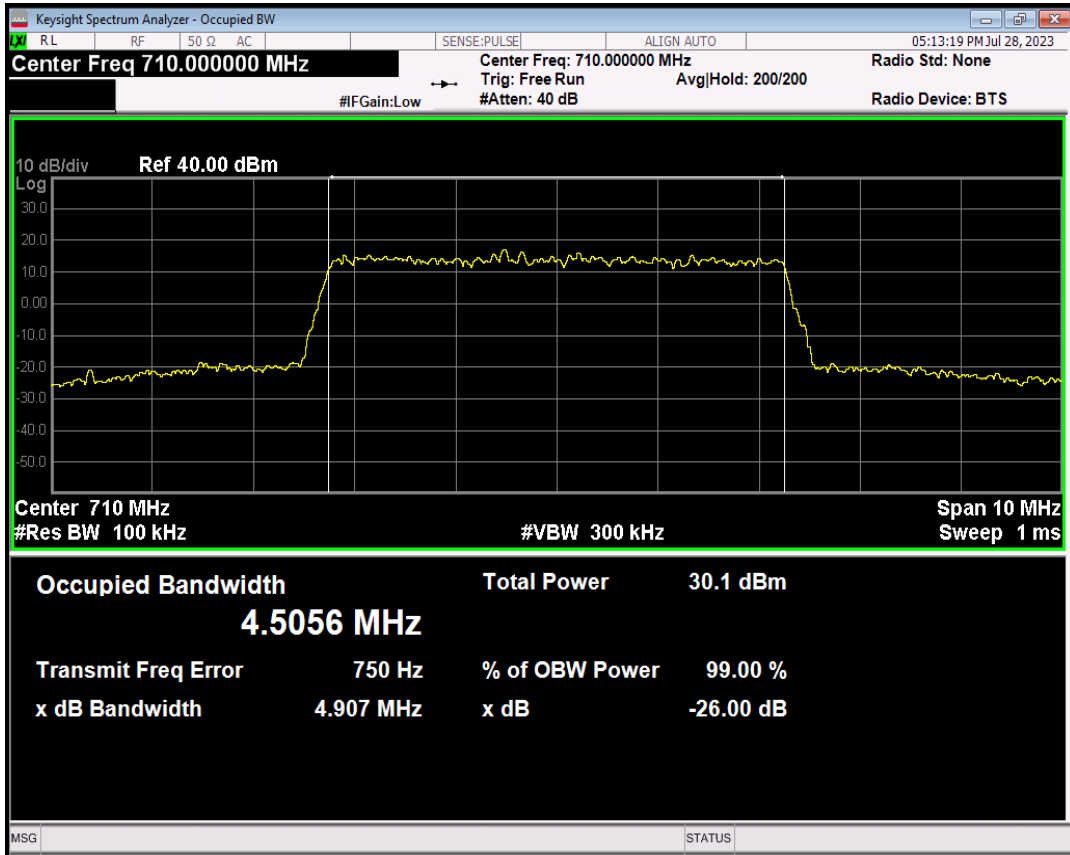 Keysight Spectrum Analyzer - Occupied BW
LXI RL RF 50 Ω AC SENSE:PULSE ALIGN AUTO 05:13:19 PM Jul 28, 2023
Center Freq 710.000000 MHz Center Freq: 710.000000 MHz Radio Std: None
Trig: Free Run Avg|Hold: 200/200
#IFGain:Low #Atten: 40 dB Radio Device: BTS
10 dB/div Ref 40.00 dBm
Log
30.0
20.0
10.0
0.00
-10.0
-20.0
-30.0
-40.0
-50.0
Center 710 MHz Span 10 MHz
#Res BW 100 kHz #VBW 300 kHz Sweep 1 ms
Occupied Bandwidth Total Power 30.1 dBm
4.5056 MHz
Transmit Freq Error 750 Hz % of OBW Power 99.00 %
x dB Bandwidth 4.907 MHz x dB -26.00 dB
MSG STATUS